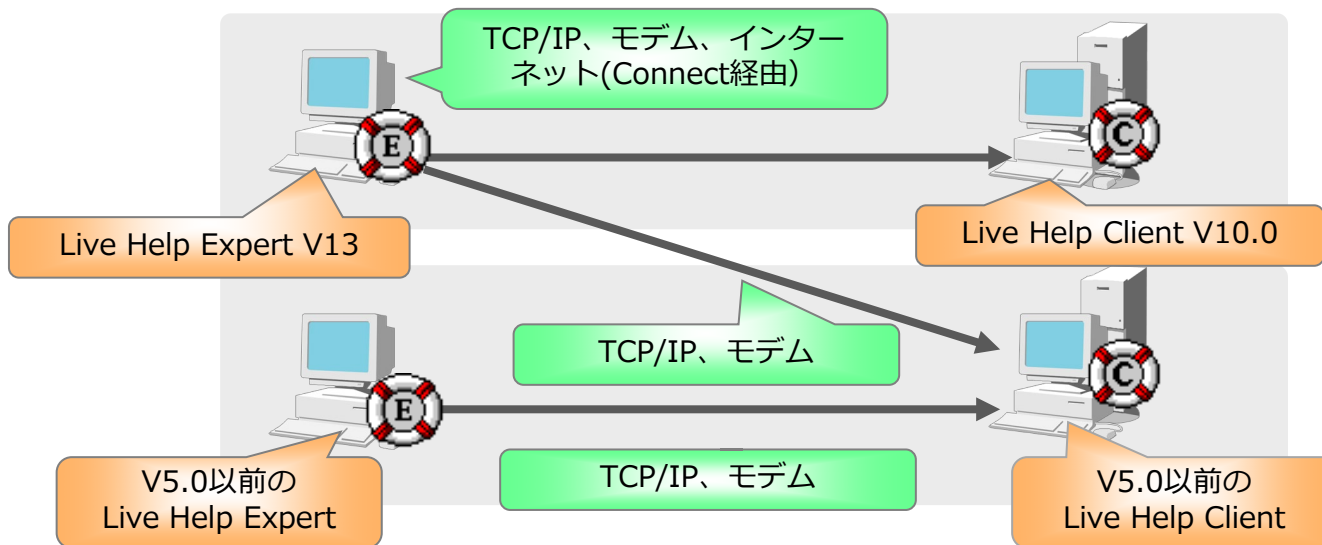 TCP/IP、モデム、インター
ネット(Connect経由）
E
C
Live Help Expert V13
Live Help Client V10.0
TCP/IP、モデム
E
C
TCP/IP、モデム
V5.0以前の
Live Help Expert
V5.0以前の
Live Help Client